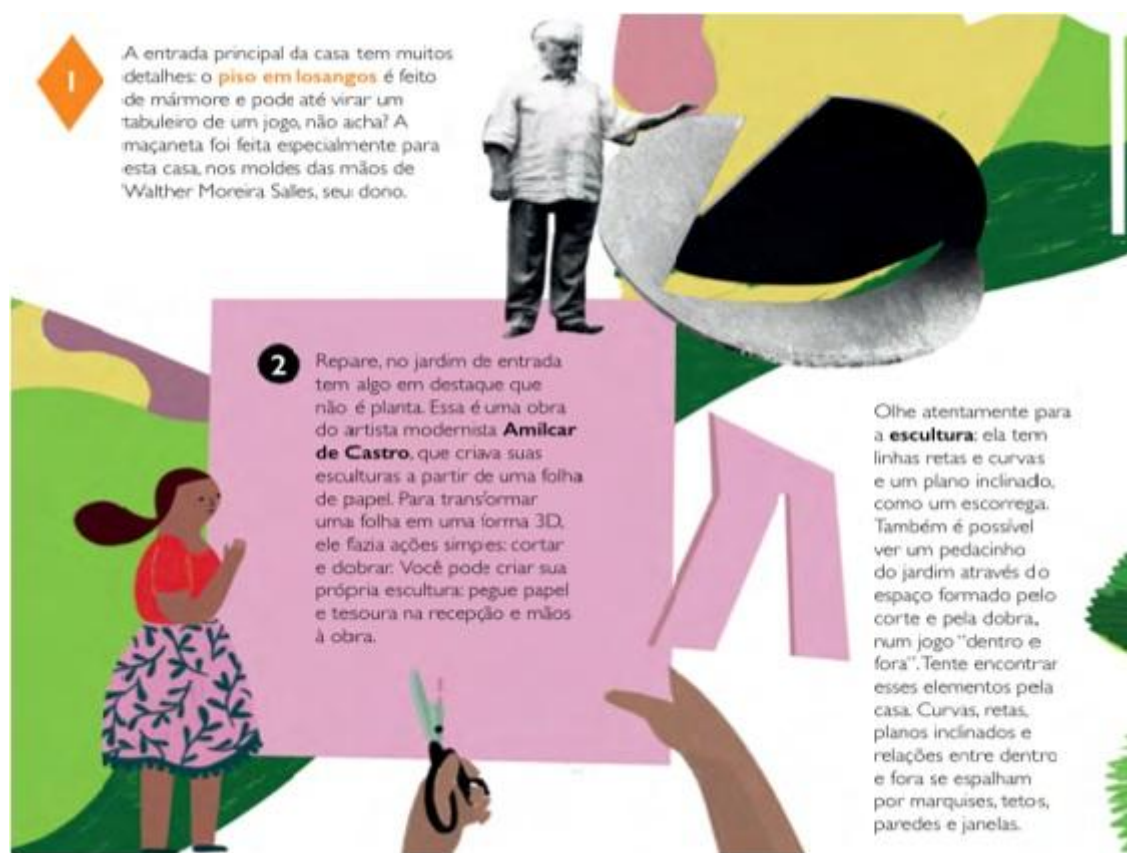 1
A entrada principal da casa tem muitos
detalhes: o piso em losangos é feito
de mármore e pode até virar um
tabuleiro de um jogo, não acha? A
maçaneta foi feita especialmente para
esta casa, nos moldes das mãos de
Walther Moreira Salles, seu dono.
2
Repare, no jardim de entrada
tem algo em destaque que
não é planta. Essa é uma obra
do artista modernista Amilcar
de Castro, que criava suas
esculturas a partir de uma folha
de papel. Para transformar
uma folha em uma forma 3D,
ele fazia ações simpes: cortar
e dobrar. Você pode criar sua
própria escultura: pegue papel
e tesoura na recepção e mãos
à obra.
Olhe atentamente para
a escultura: ela tem
linhas retas e curvas
e um plano inclinado,
como um escorrega.
Também é possível
ver um pedacinho
do jardim através do
espaço formado pelo
corte e pela dobra,
num jogo "dentro e
fora". Tente encontrar
esses elementos pela
casa. Curvas, retas,
planos inclinados e
relações entre dentro
e fora se espalham
por marquises, tetos,
paredes e janelas.